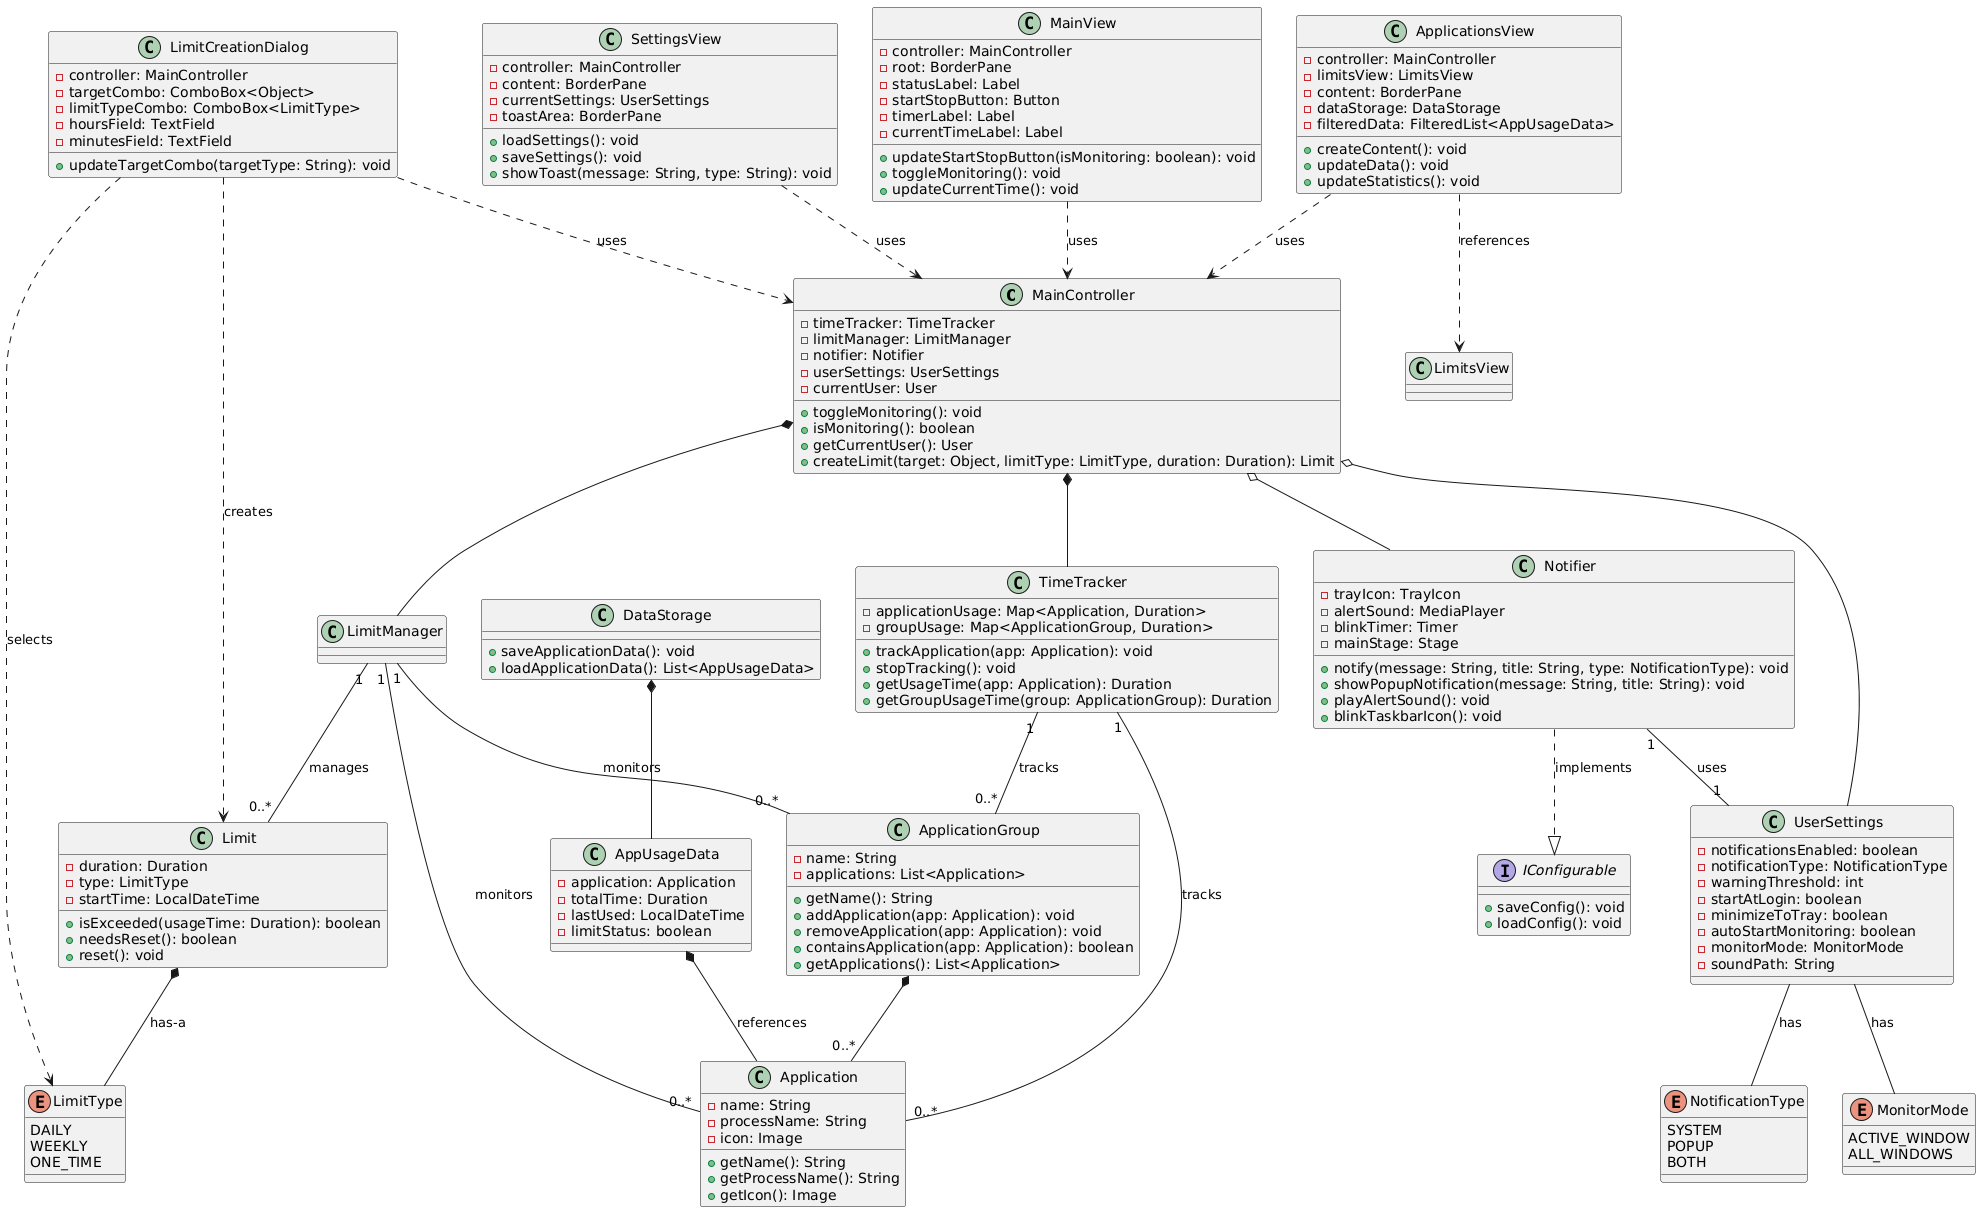 C LimitCreationDialog
controller: MainController
targetCombo: ComboBox<Object>
limitTypeCombo: ComboBox<LimitType>
hoursField: TextField
minutesField: TextField
updateTargetCombo(targetType: String): void
C SettingsView
controller: MainController
content: BorderPane
currentSettings: UserSettings
toastArea: BorderPane
loadSettings(): void
saveSettings(): void
showToast(message: String, type: String): void
C MainView
controller: MainController
root: BorderPane
statusLabel: Label
startStopButton: Button
timerLabel: Label
currentTimeLabel: Label
updateStartStopButton(isMonitoring: boolean): void
toggleMonitoring(): void
updateCurrentTime(): void
C ApplicationsView
controller: MainController
limitsView: LimitsView
content: BorderPane
dataStorage: DataStorage
filteredData: FilteredList<AppUsageData>
createContent(): void
updateData(): void
updateStatistics(): void
uses
uses
uses
uses
references
C MainController
timeTracker: TimeTracker
limitManager: LimitManager
notifier: Notifier
userSettings: UserSettings
currentUser: User
toggleMonitoring(): void
isMonitoring(): boolean
getCurrentUser(): User
createLimit(target: Object, limitType: LimitType, duration: Duration): Limit
C LimitsView
creates
selects
C LimitManager
C DataStorage
saveApplicationData(): void
loadApplicationData(): List<AppUsageData>
C TimeTracker
applicationUsage: Map<Application, Duration>
groupUsage: Map<ApplicationGroup, Duration>
trackApplication(app: Application): void
stopTracking(): void
getUsageTime(app: Application): Duration
getGroupUsageTime(group: ApplicationGroup): Duration
C Notifier
trayIcon: TrayIcon
alertSound: MediaPlayer
blinkTimer: Timer
mainStage: Stage
notify(message: String, title: String, type: NotificationType): void
showPopupNotification(message: String, title: String): void
playAlertSound(): void
blinkTaskbarIcon(): void
1
1
1
1
1
1
manages
monitors
tracks
implements
uses
0..*
0..*
0..*
1
C Limit
duration: Duration
type: LimitType
startTime: LocalDateTime
isExceeded(usageTime: Duration): boolean
needsReset(): boolean
reset(): void
monitors
C AppUsageData
application: Application
totalTime: Duration
lastUsed: LocalDateTime
limitStatus: boolean
C ApplicationGroup
name: String
applications: List<Application>
getName(): String
addApplication(app: Application): void
removeApplication(app: Application): void
containsApplication(app: Application): boolean
getApplications(): List<Application>
tracks
I IConfigurable
saveConfig(): void
loadConfig(): void
C UserSettings
notificationsEnabled: boolean
notificationType: NotificationType
warningThreshold: int
startAtLogin: boolean
minimizeToTray: boolean
autoStartMonitoring: boolean
monitorMode: MonitorMode
soundPath: String
has-a
references
has
has
0..*
0..*
0..*
E LimitType
DAILY
WEEKLY
ONE_TIME
C Application
name: String
processName: String
icon: Image
getName(): String
getProcessName(): String
getIcon(): Image
E NotificationType
SYSTEM
POPUP
BOTH
E MonitorMode
ACTIVE_WINDOW
ALL_WINDOWS